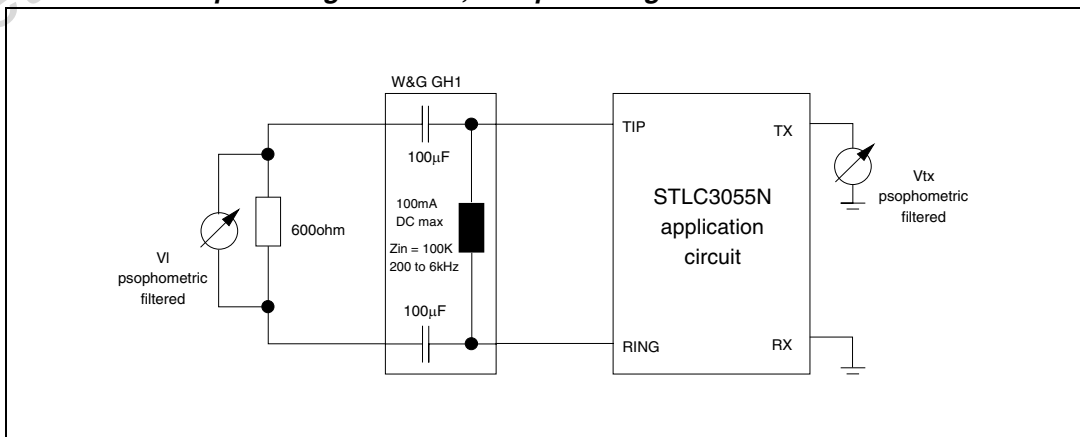 W&G GH1
100μF
100mA
DC max
Zin = 100K
200 to 6kHz
100μF
600ohm
Vl
psophometric
filtered
TIP
RING
STLC3055N
application
circuit
TX
RX
Vtx
psophometric
filtered